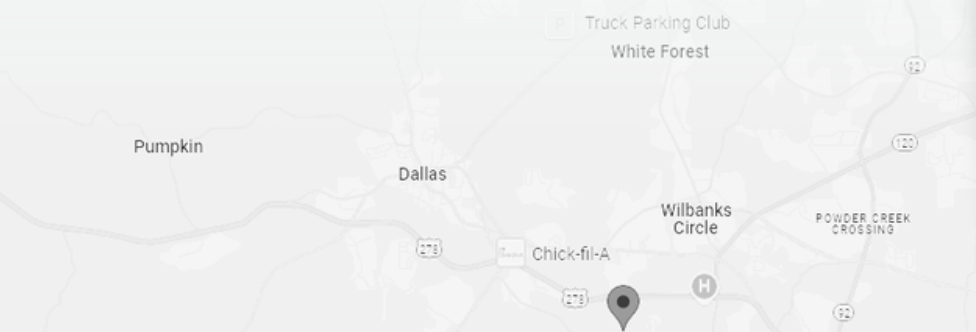 P
Truck Parking Club
White Forest
92
120
Pumpkin
Dallas
Wilbanks
Circle
POWDER CREEK
CROSSING
278
Chick-fil-A
H
278
92